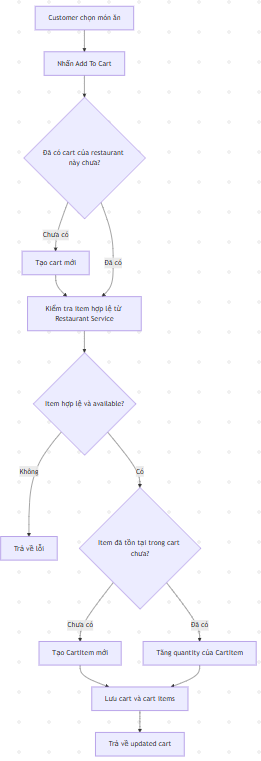 Customer chọn món ăn
Nhấn Add To Cart
Đã có cart của restaurant
này chưa?
Chưa có
Đã có
Tạo cart mới
Kiểm tra item hợp lệ từ
Restaurant Service
Item hợp lệ và available?
Không
Có
Trả về lỗi
Item đã tồn tại trong cart
chưa?
Chưa có
Đã có
Tạo CartItem mới
Tăng quantity của CartItem
Lưu cart và cart items
Trả về updated cart